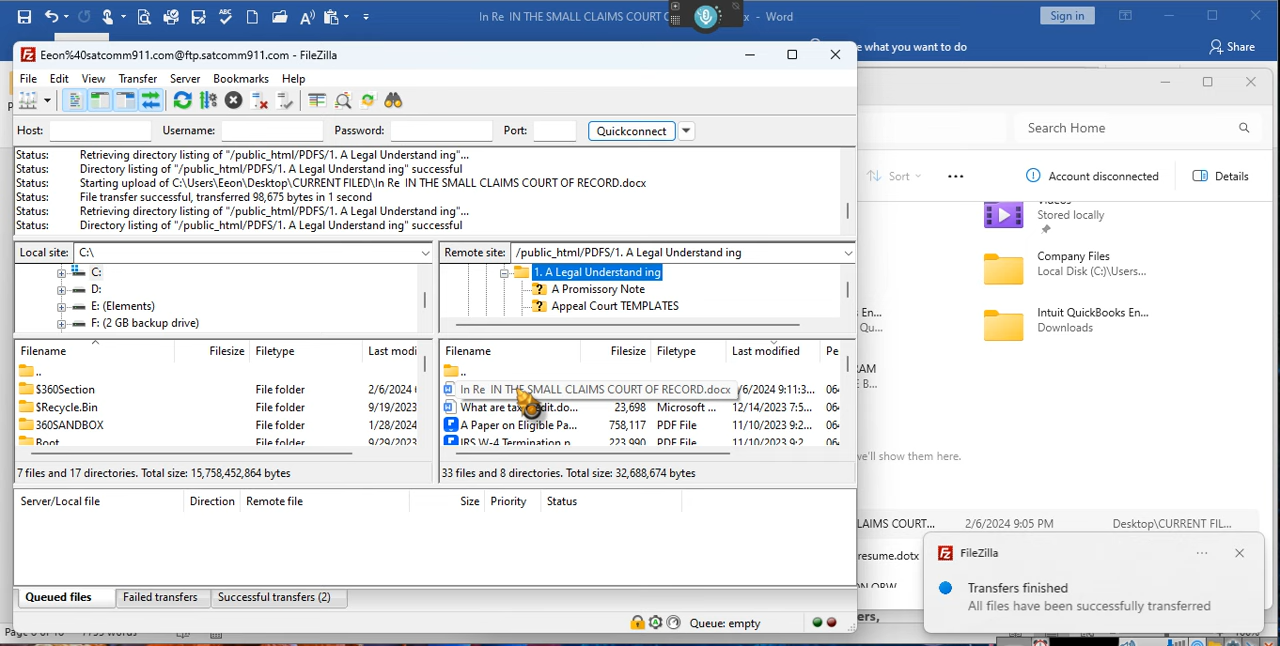 In Re  IN THE SMALL CLAIMS COURT
x  -  Word
Sign in
e what you want to do
Share
Eeon%40satcomm911.com@ftp.satcomm911.com - FileZilla
File Edit View Transfer Server Bookmarks Help
Host: Username: Password: Port: Quickconnect
Status: Retrieving directory listing of "/public_html/PDFS/1. A Legal Understand ing"...
Status: Directory listing of "/public_html/PDFS/1. A Legal Understand ing" successful
Status: Starting upload of C:\Users\Eeon\Desktop\CURRENT FILED\In Re  IN THE SMALL CLAIMS COURT OF RECORD.docx
Status: File transfer successful, transferred 98,675 bytes in 1 second
Status: Retrieving directory listing of "/public_html/PDFS/1. A Legal Understand ing"...
Status: Directory listing of "/public_html/PDFS/1. A Legal Understand ing" successful
Local site: C:\
C:
D:
E: (Elements)
F: (2 GB backup drive)
Remote site: /public_html/PDFS/1. A Legal Understand ing
1. A Legal Understand ing
A Promissory Note
Appeal Court TEMPLATES
Filename Filesize Filetype Last modi
..
$360Section File folder 2/6/2024
$Recycle.Bin File folder 9/19/2023
360SANDBOX File folder 1/28/2024
Boot File folder 9/29/2023
7 files and 17 directories. Total size: 15,758,452,864 bytes
Filename Filesize Filetype Last modified Pe
..
In Re  IN THE SMALL CLAIMS COURT OF RECORD.docx /6/2024 9:11:3... 064
What are tax edit.do... 23,698 Microsoft ... 12/14/2023 7:5... 064
A Paper on Eligible Pa... 758,117 PDF File 11/10/2023 9:2... 064
IRS W-4 Termination n 223,990 PDF File 11/10/2023 9:2
33 files and 8 directories. Total size: 32,688,674 bytes
Server/Local file Direction Remote file Size Priority Status
Queued files Failed transfers Successful transfers (2)
Queue: empty
Search Home
Sort
Account disconnected
Details
Videos
Stored locally
Company Files
Local Disk (C:)\Users...
Intuit QuickBooks En...
Downloads
En...
Qu...
RAM
B...
we'll show them here.
LAIMS COURT... 2/6/2024 9:05 PM Desktop\CURRENT FIL...
resume.dotx
FileZilla
Transfers finished
All files have been successfully transferred
ers,